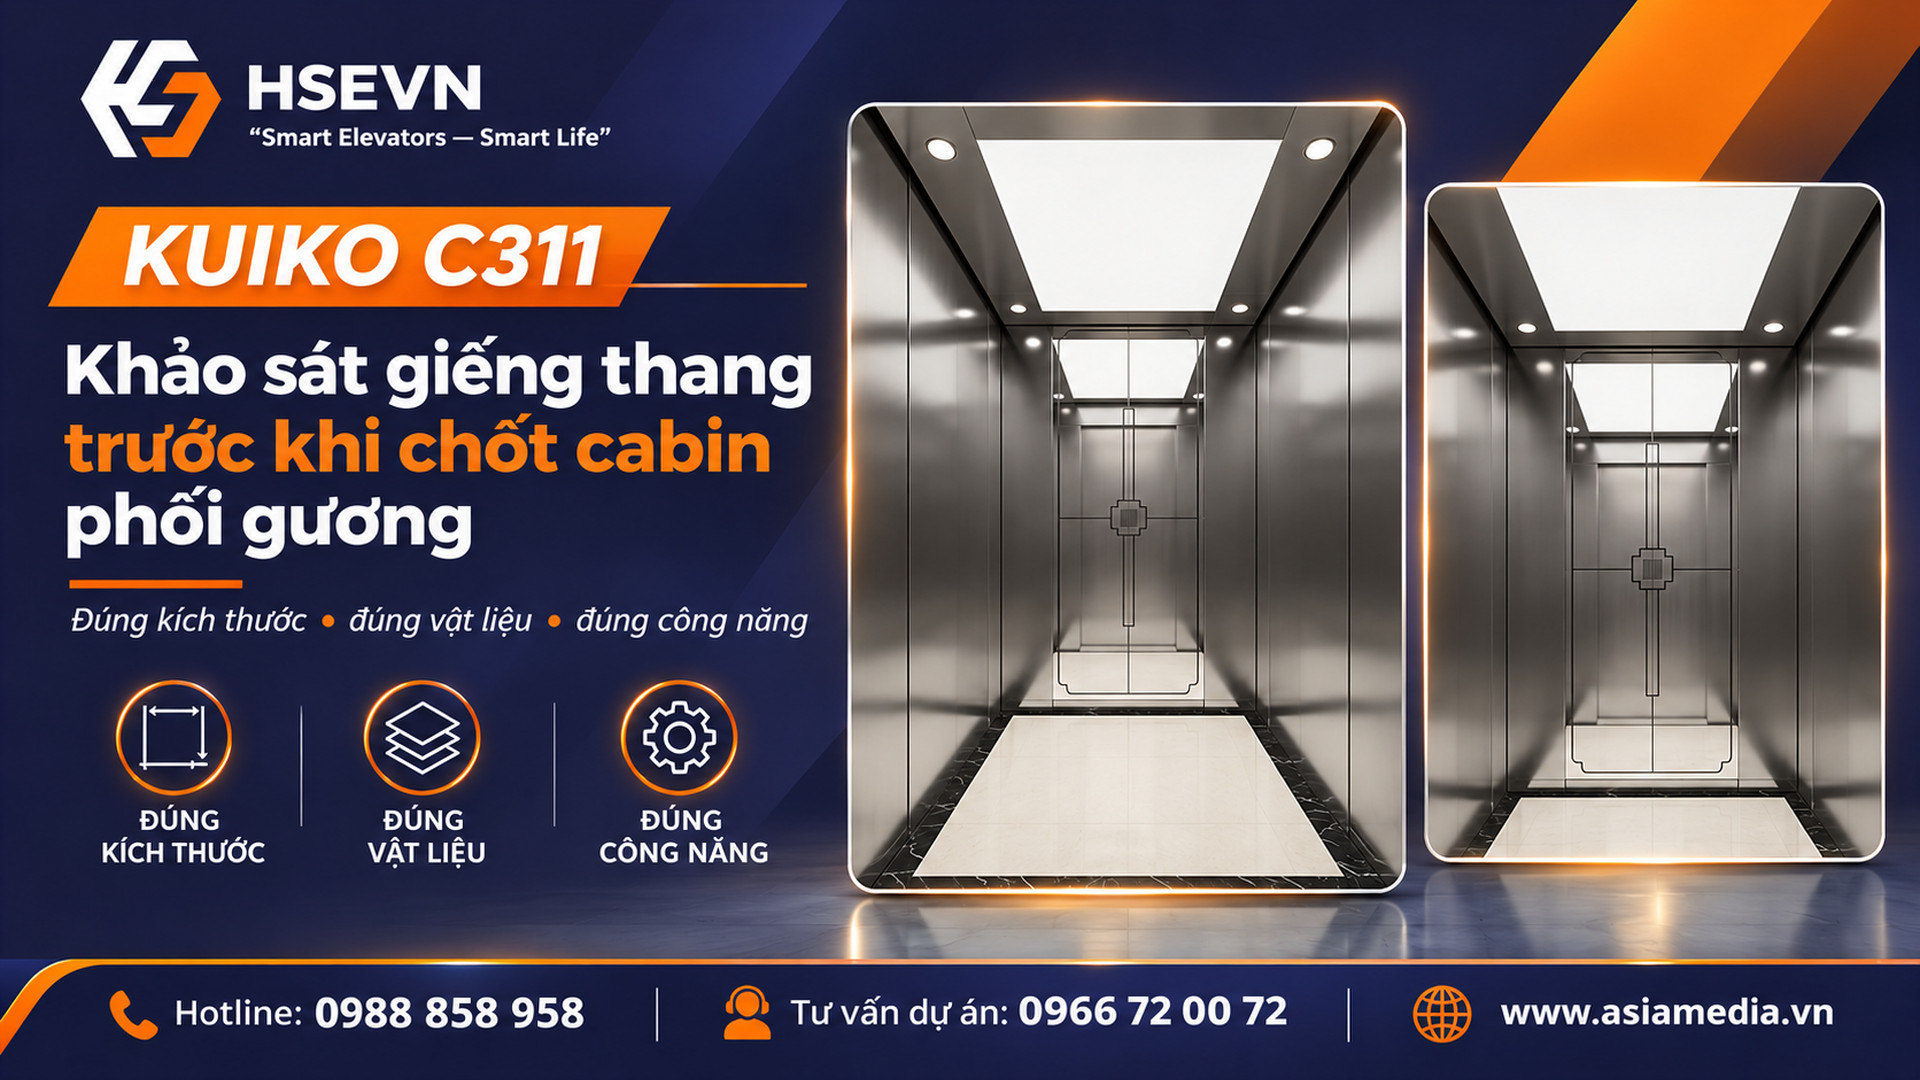 HSEVN
“Smart Elevators — Smart Life”
KUIKO C311
Khảo sát giếng thang
trước khi chốt cabin
phối gương
Đúng kích thước • đúng vật liệu • đúng công năng
ĐÚNG
KÍCH THƯỚC
ĐÚNG
VẬT LIỆU
ĐÚNG
CÔNG NĂNG
Hotline: 0988 858 958
Tư vấn dự án: 0966 72 00 72
www.asiamedia.vn